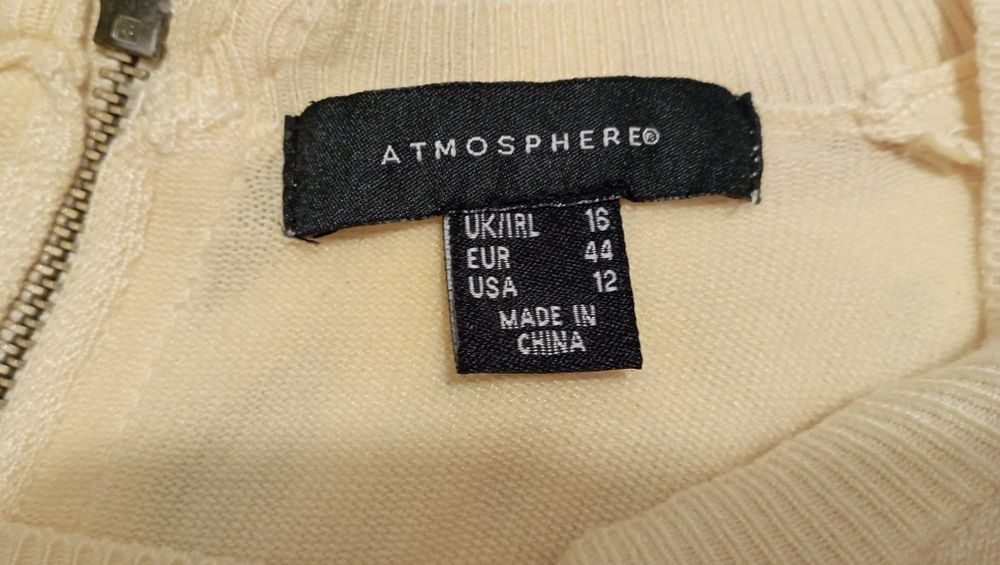 ATMOSPHERE®
UK/IRL 16
EUR 44
USA 12
MADE IN
CHINA